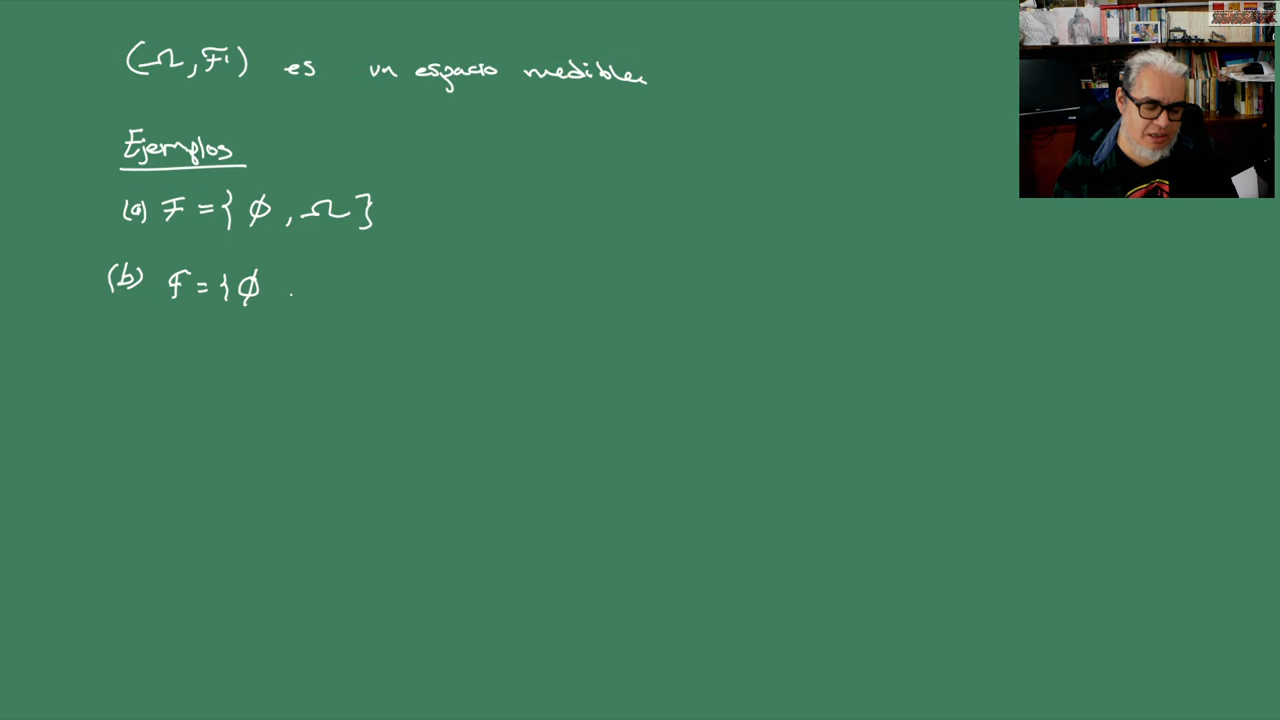 (Ω, F) es un espacio medible
Ejemplos
(a) F = { ∅ , Ω }
(b) F = { ∅ ,